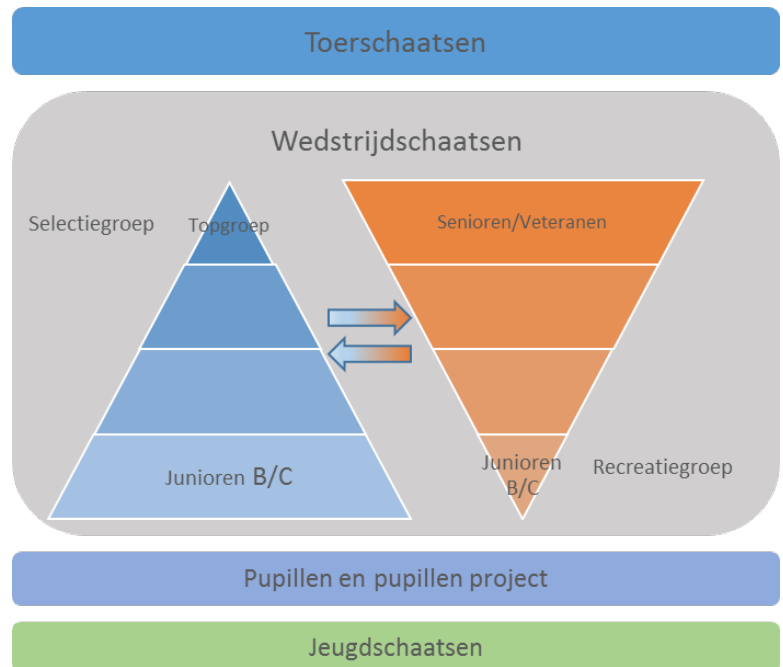 Toerschaatsen
Wedstrijdschaatsen
Selectiegroep
Topgroep
Senioren/Veteranen
Junioren B/C
Junioren
B/C
Recreatiegroep
Pupillen en pupillen project
Jeugdschaatsen